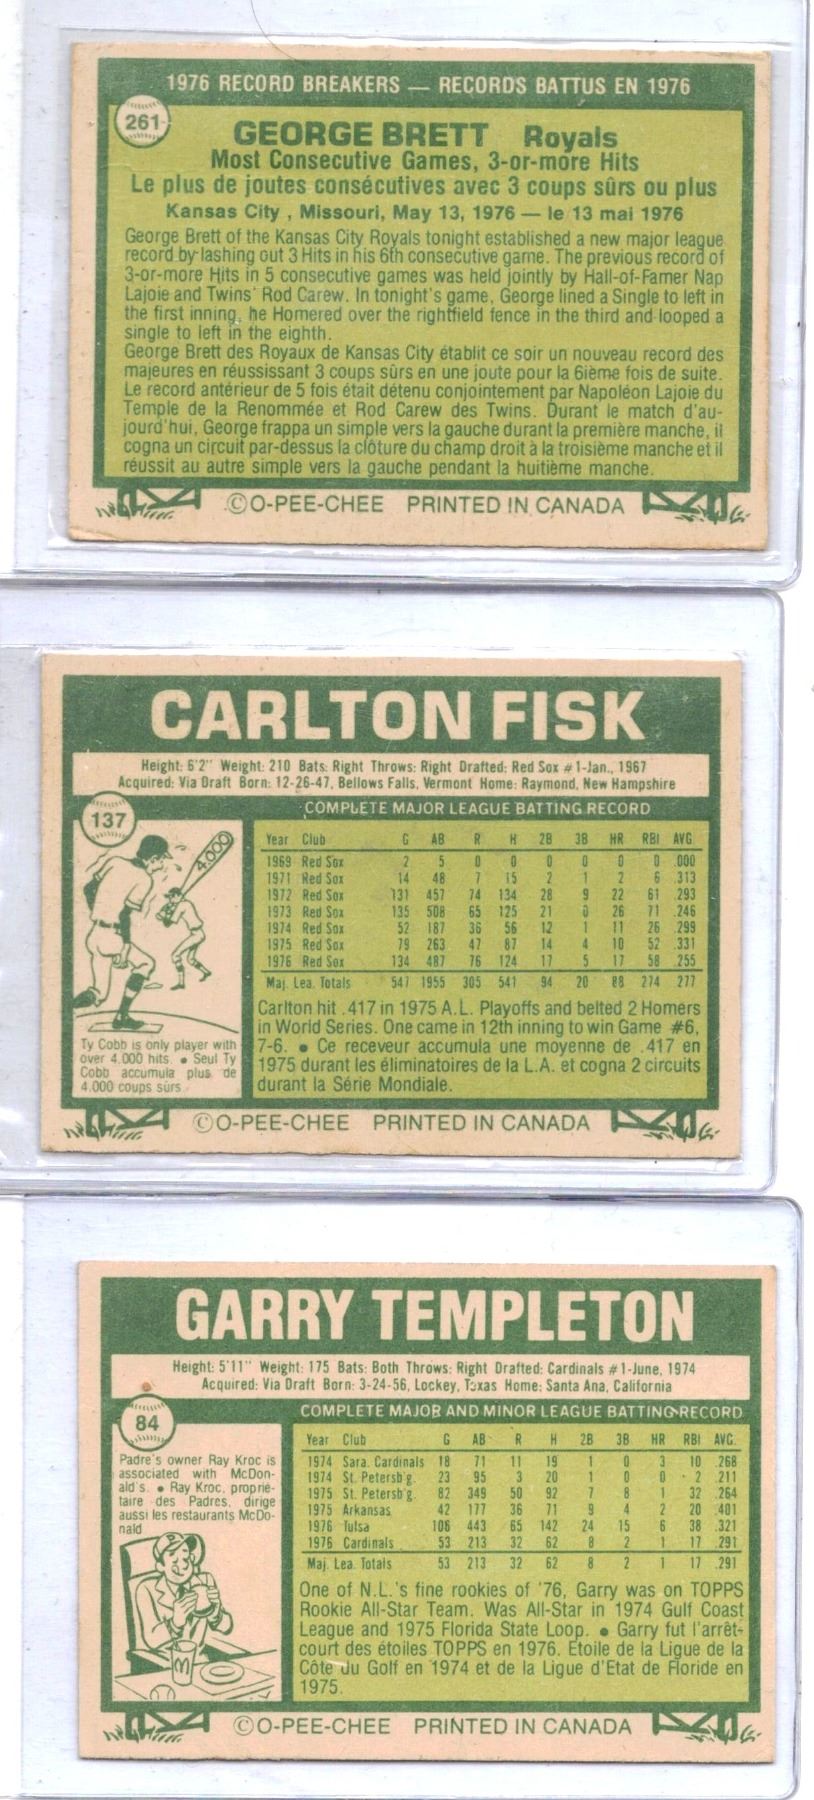 1976 RECORD BREAKERS — RECORDS BATTUS EN 1976
261
GEORGE BRETT Royals
Most Consecutive Games, 3-or-more Hits
Le plus de joutes consécutives avec 3 coups sûrs ou plus
Kansas City , Missouri, May 13, 1976 — le 13 mai 1976
George Brett of the Kansas City Royals tonight established a new major league
record by lashing out 3 Hits in his 6th consecutive game. The previous record of
3-or-more Hits in 5 consecutive games was held jointly by Hall-of-Famer Nap
Lajoie and Twins' Rod Carew. In tonight's game, George lined a Single to left in
the first inning, he Homered over the rightfield fence in the third and looped a
single to left in the eighth.
George Brett des Royaux de Kansas City établit ce soir un nouveau record des
majeures en réussissant 3 coups sûrs en une joute pour la 6ième fois de suite.
Le record antérieur de 5 fois était détenu conjointement par Napoléon Lajoie du
Temple de la Renommée et Rod Carew des Twins. Durant le match d'au-
jourd'hui, George frappa un simple vers la gauche durant la première manche, il
cogna un circuit par-dessus la clôture du champ droit à la troisième manche et il
réussit au autre simple vers la gauche pendant la huitième manche.
©O-PEE-CHEE PRINTED IN CANADA
CARLTON FISK
Height: 6'2" Weight: 210 Bats: Right Throws: Right Drafted: Red Sox #1-Jan., 1967
Acquired: Via Draft Born: 12-26-47, Bellows Falls, Vermont Home: Raymond, New Hampshire
137
COMPLETE MAJOR LEAGUE BATTING RECORD
4.000
Year Club G AB R H 2B 3B HR RBI AVG.
1969 Red Sox 2 5 0 0 0 0 0 0 .000
1971 Red Sox 14 48 7 15 2 1 2 6 .313
1972 Red Sox 131 457 74 134 28 9 22 61 .293
1973 Red Sox 135 508 65 125 21 0 26 71 .246
1974 Red Sox 52 187 36 56 12 1 11 26 .299
1975 Red Sox 79 263 47 87 14 4 10 52 .331
1976 Red Sox 134 487 76 124 17 5 17 58 .255
Maj. Lea. Totals 547 1955 305 541 94 20 88 274 .277
Ty Cobb is only player with
over 4.000 hits. • Seul Ty
Cobb accumula plus de
4.000 coups sûrs.
Carlton hit .417 in 1975 A.L. Playoffs and belted 2 Homers
in World Series. One came in 12th inning to win Game #6,
7-6. • Ce receveur accumula une moyenne de .417 en
1975 durant les éliminatoires de la L.A. et cogna 2 circuits
durant la Série Mondiale.
©O-PEE-CHEE PRINTED IN CANADA
GARRY TEMPLETON
Height: 5'11" Weight: 175 Bats: Both Throws: Right Drafted: Cardinals #1-June, 1974
Acquired: Via Draft Born: 3-24-56, Lockey, Texas Home: Santa Ana, California
84
COMPLETE MAJOR AND MINOR LEAGUE BATTING RECORD
Padre's owner Ray Kroc is
associated with McDon-
ald's. • Ray Kroc, proprié-
taire des Padres, dirige
aussi les restaurants McDo-
nald
Year Club G AB R H 2B 3B HR RBI AVG.
1974 Sara. Cardinals 18 71 11 19 1 0 3 10 .268
1974 St. Petersb'g. 23 95 3 20 1 0 0 2 .211
1975 St. Petersb'g. 82 349 50 92 7 8 1 32 .264
1975 Arkansas 42 177 36 71 9 4 2 20 .401
1976 Tulsa 106 443 65 142 24 15 6 38 .321
1976 Cardinals 53 213 32 62 8 2 1 17 .291
Maj. Lea. Totals 53 213 32 62 8 2 1 17 .291
One of N.L.'s fine rookies of '76, Garry was on TOPPS
Rookie All-Star Team. Was All-Star in 1974 Gulf Coast
League and 1975 Florida State Loop. • Garry fut l'arrêt-
court des étoiles TOPPS en 1976. Etoile de la Ligue de la
Côte du Golf en 1974 et de la Ligue d'Etat de Floride en
1975.
©O-PEE-CHEE PRINTED IN CANADA